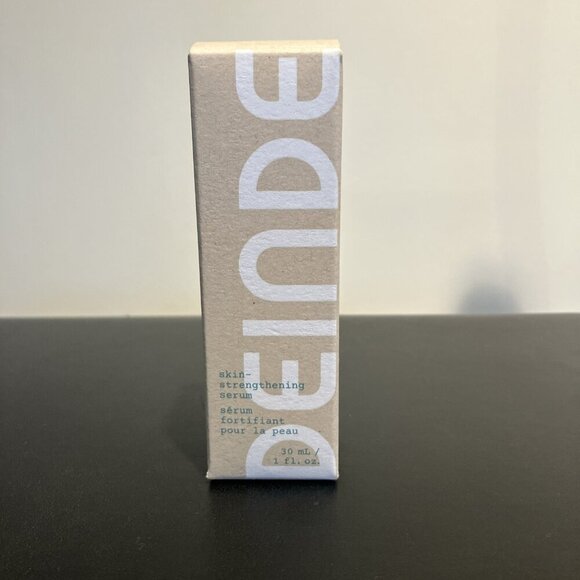 DEINDE
skin-
strengthening
serum
sérum
fortifiant
pour la peau
30 mL /
1 fl. oz.